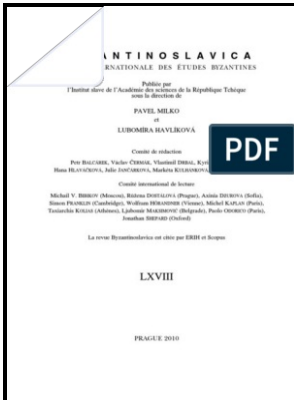 ANTINOSLAVICA
ERNATIONALE DES ÉTUDES BYZANTINES
Publiée par
l'Institut slave de l'Académie des sciences de la République Tchèque
sous la direction de
PAVEL MILKO
et
LUBOMÍRA HAVLÍKOVÁ
PDF
Comité de rédaction
Petr BALCÁREK, Václav ČERMÁK, Vlastimil DRBAL,
Hana HLAVÁČKOVÁ, Julie JANČÁRKOVÁ, Markéta KULHÁNKOVÁ,
Comité international de lecture
Michail V. BIBIKOV (Moscou), Růžena DOSTÁLOVÁ (Prague), Axinia DŽUROVA (Sofia),
Simon FRANKLIN (Cambridge), Wolfram HÖRANDNER (Vienne), Michel KAPLAN (Paris),
Taxiarchis KOLIAS (Athènes), Ljubomir MAKSIMOVIĆ (Belgrade), Paolo ODORICO (Paris),
Jonathan SHEPARD (Oxford)
La revue Byzantinoslavica est citée par ERIH et Scopus
LXVIII
PRAGUE 2010